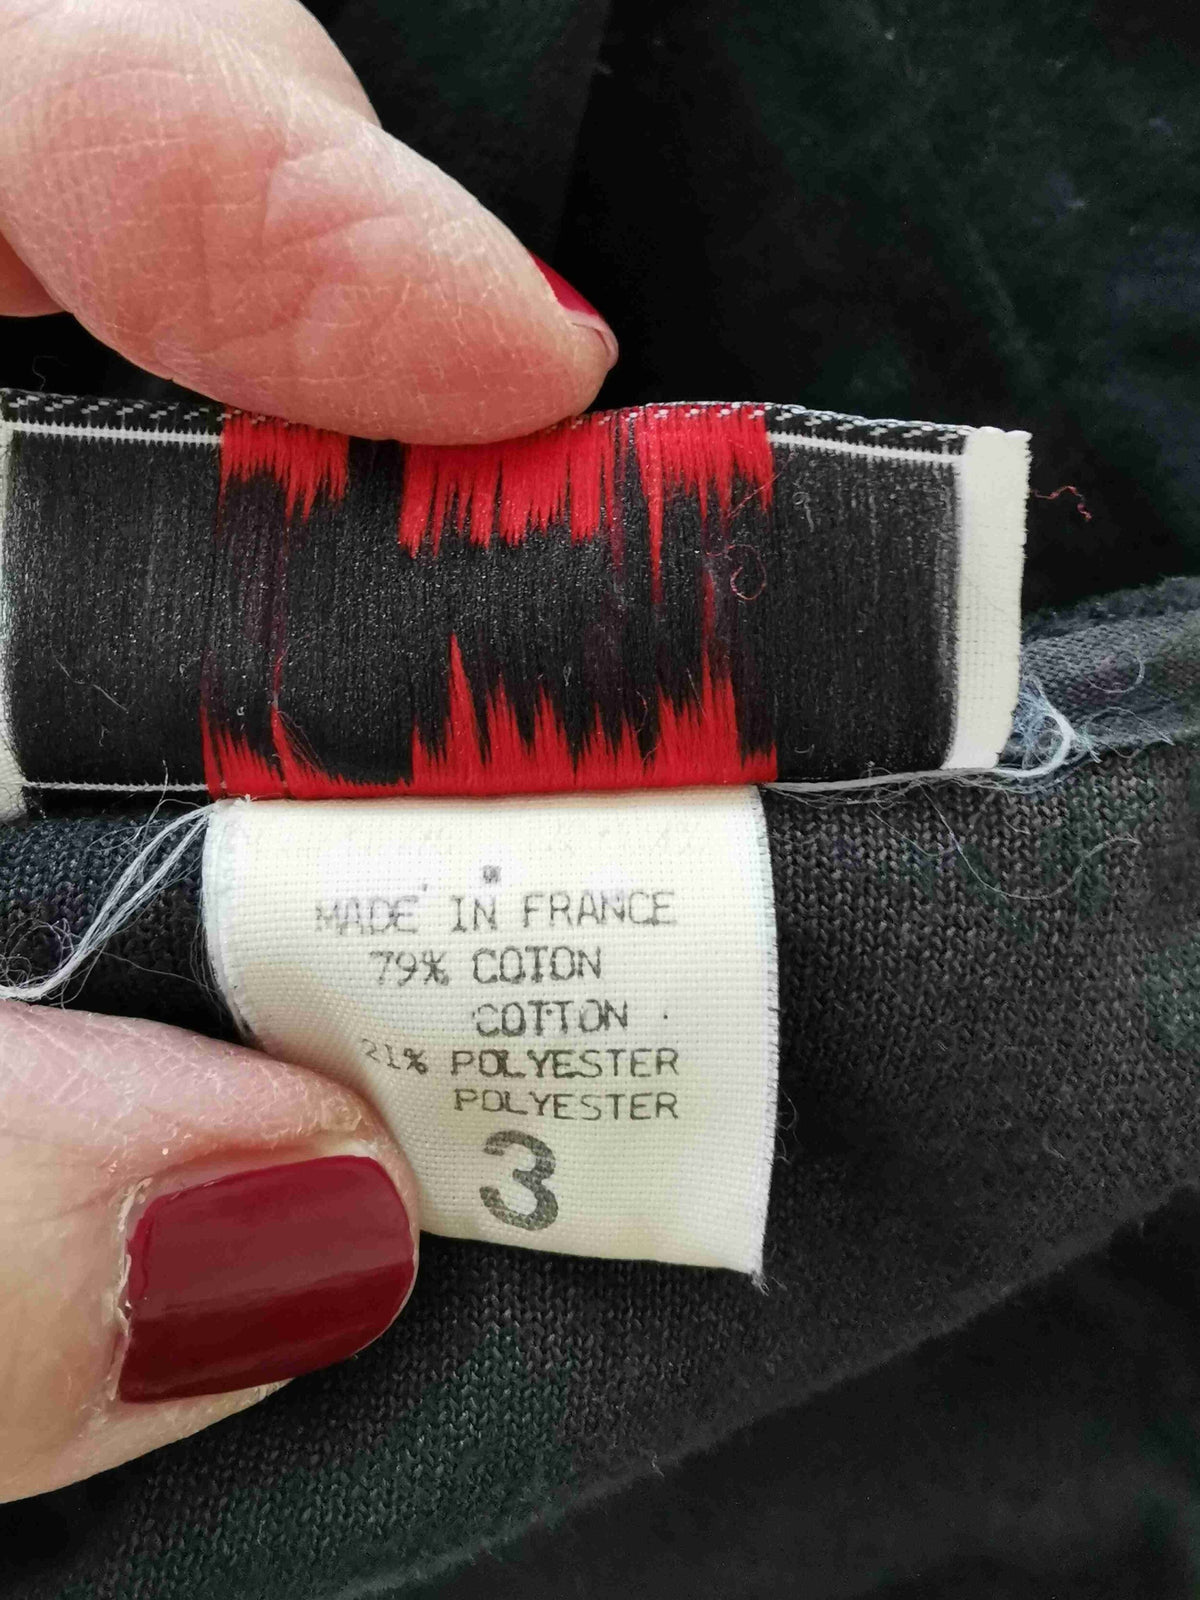 MADE IN FRANCE
79% COTON
COTTON
21% POLYESTER
POLYESTER
3